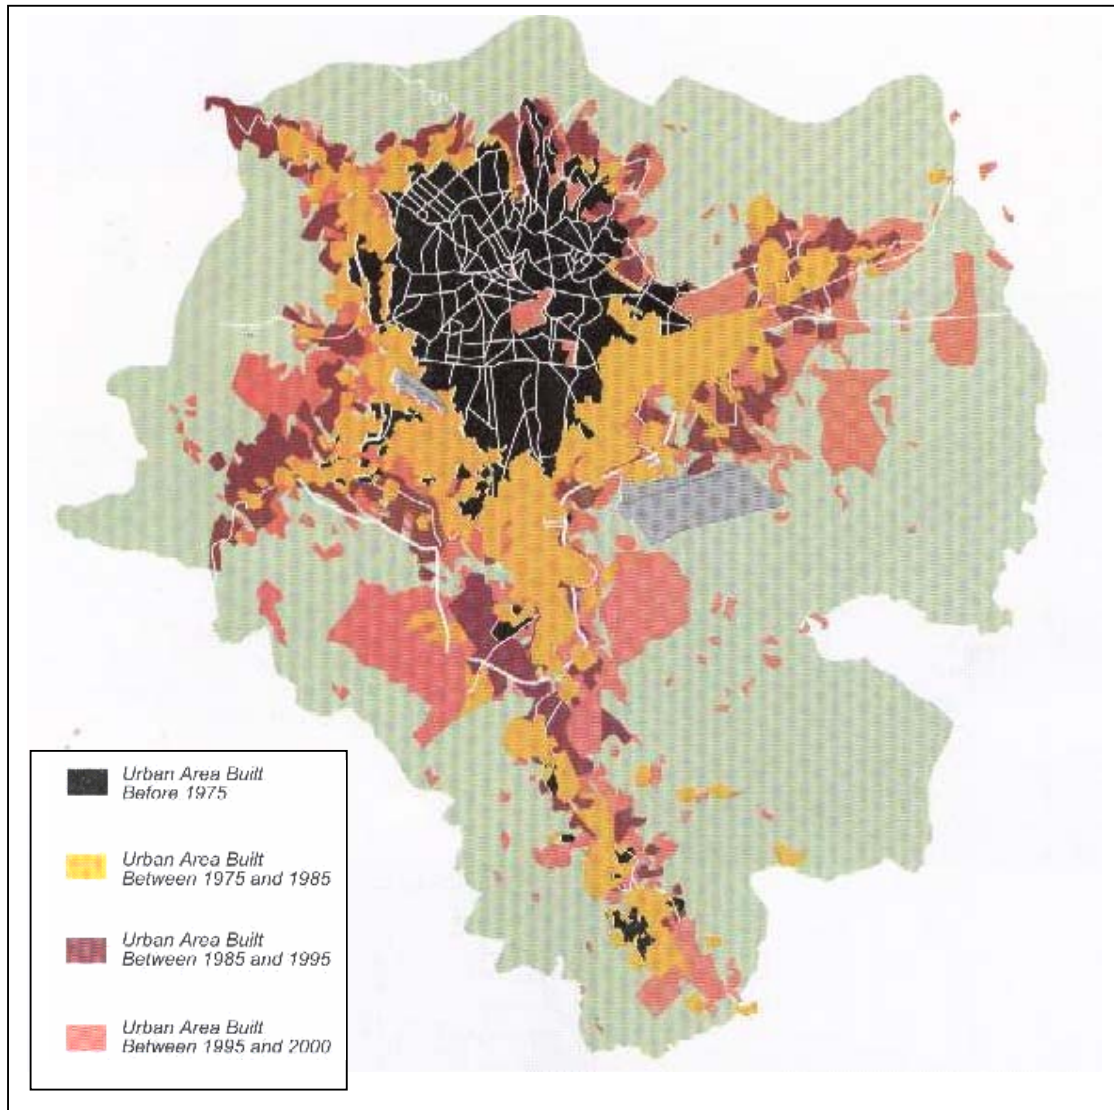 Urban Area Built
Before 1975
Urban Area Built
Between 1975 and 1985
Urban Area Built
Between 1985 and 1995
Urban Area Built
Between 1995 and 2000